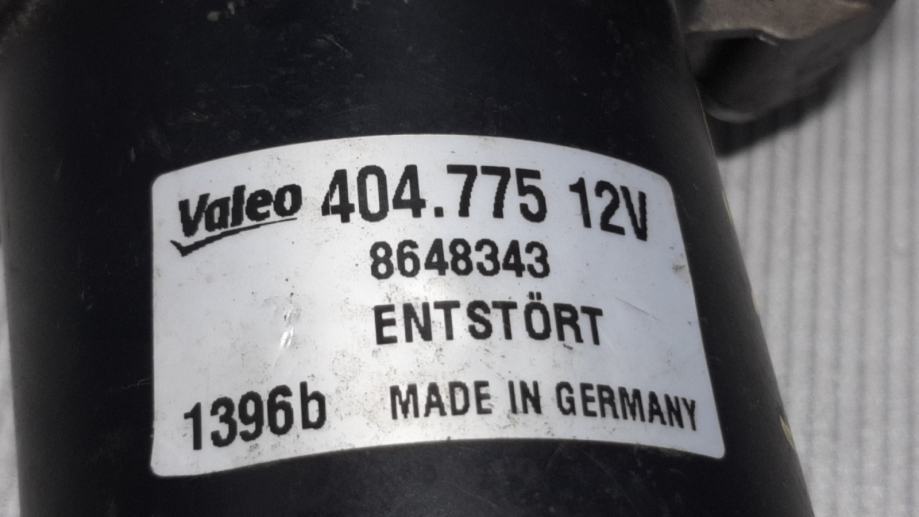 Valeo 404.775 12V
8648343
ENTSTÖRT
1396b MADE IN GERMANY